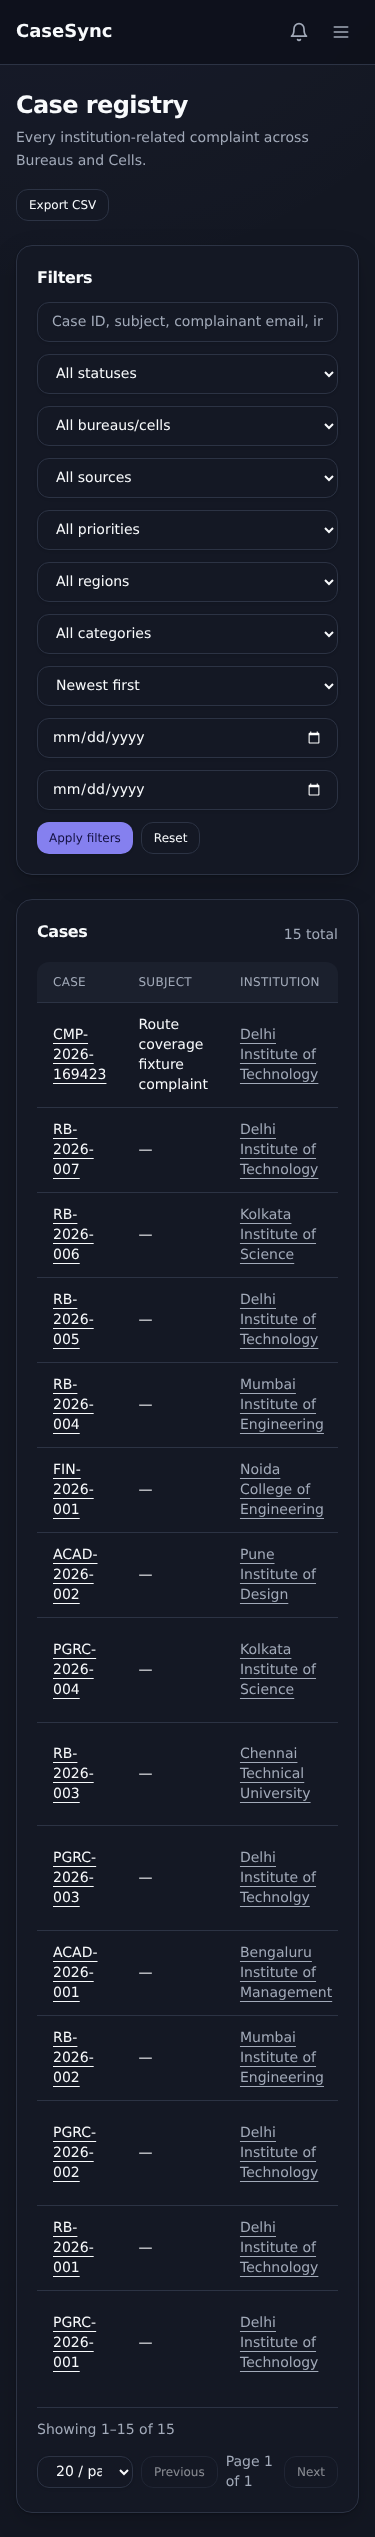 CaseSync
Case registry
Every institution-related complaint across
Bureaus and Cells.
Export CSV
Filters
Case ID, subject, complainant email, in
All statuses
All bureaus/cells
All sources
All priorities
All regions
All categories
Newest first
mm/dd/yyyy
mm/dd/yyyy
Apply filters Reset
Cases 15 total
CASE SUBJECT INSTITUTION
CMP-
2026-
169423
Route
coverage
fixture
complaint
Delhi
Institute of
Technology
RB-
2026-
007
—
Delhi
Institute of
Technology
RB-
2026-
006
—
Kolkata
Institute of
Science
RB-
2026-
005
—
Delhi
Institute of
Technology
RB-
2026-
004
—
Mumbai
Institute of
Engineering
FIN-
2026-
001
—
Noida
College of
Engineering
ACAD-
2026-
002
—
Pune
Institute of
Design
PGRC-
2026-
004
—
Kolkata
Institute of
Science
RB-
2026-
003
—
Chennai
Technical
University
PGRC-
2026-
003
—
Delhi
Institute of
Technolgy
ACAD-
2026-
001
—
Bengaluru
Institute of
Management
RB-
2026-
002
—
Mumbai
Institute of
Engineering
PGRC-
2026-
002
—
Delhi
Institute of
Technology
RB-
2026-
001
—
Delhi
Institute of
Technology
PGRC-
2026-
001
—
Delhi
Institute of
Technology
Showing 1–15 of 15
20 / pa
Previous
Page 1
of 1
Next